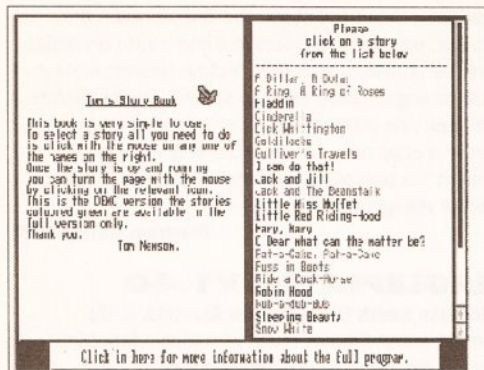 Tom's Story Book
This book is very simple to use.
To select a story all you need to do
is click with the mouse on any one of
the names on the right.
Once the story is up and running
you can turn the page with the mouse
by clicking on the relevant icon.
This is the DEMO version the stories
coloured green are available in the
full version only.
Thank you.
Tom Newsom.
Please
click on a story
from the list below
A Dillar, A Dollar
A Ring, A Ring of Roses
Aladdin
Cinderella
Dick Whittington
Goldilocks
Gulliver's Travels
I can do that!
Jack and Jill
Jack and The Beanstalk
Little Miss Muffet
Little Red Riding-Hood
Mary, Mary
O Dear what can the matter be?
Pat-a-Cake, Pat-a-Cake
Puss in Boots
Ride a Cock-Horse
Robin Hood
Rub-a-dub-dub
Sleeping Beauty
Snow White
Click in here for more information about the full program.